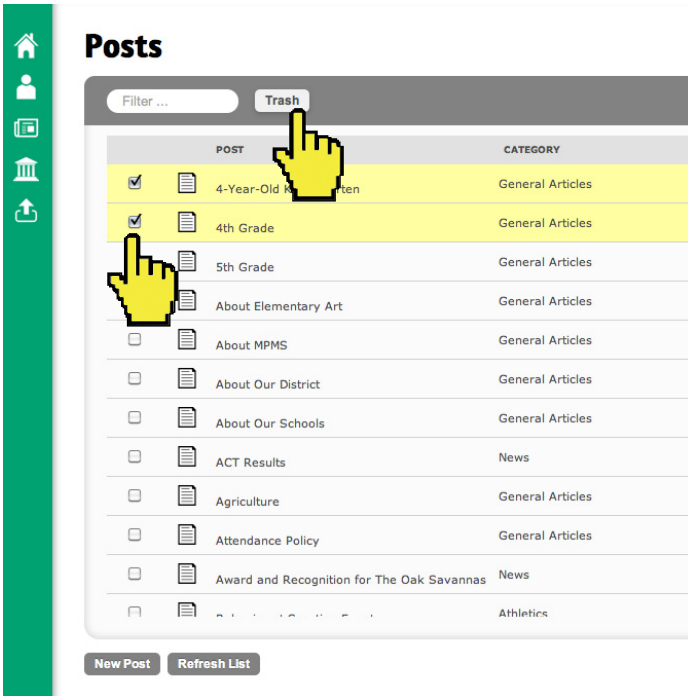 Posts
Filter ...
Trash
POST CATEGORY
4-Year-Old General Articles
4th Grade General Articles
5th Grade General Articles
About Elementary Art General Articles
About MPMS General Articles
About Our District General Articles
About Our Schools General Articles
ACT Results News
Agriculture General Articles
Attendance Policy General Articles
Award and Recognition for The Oak Savannas News
Athletics
New Post
Refresh List